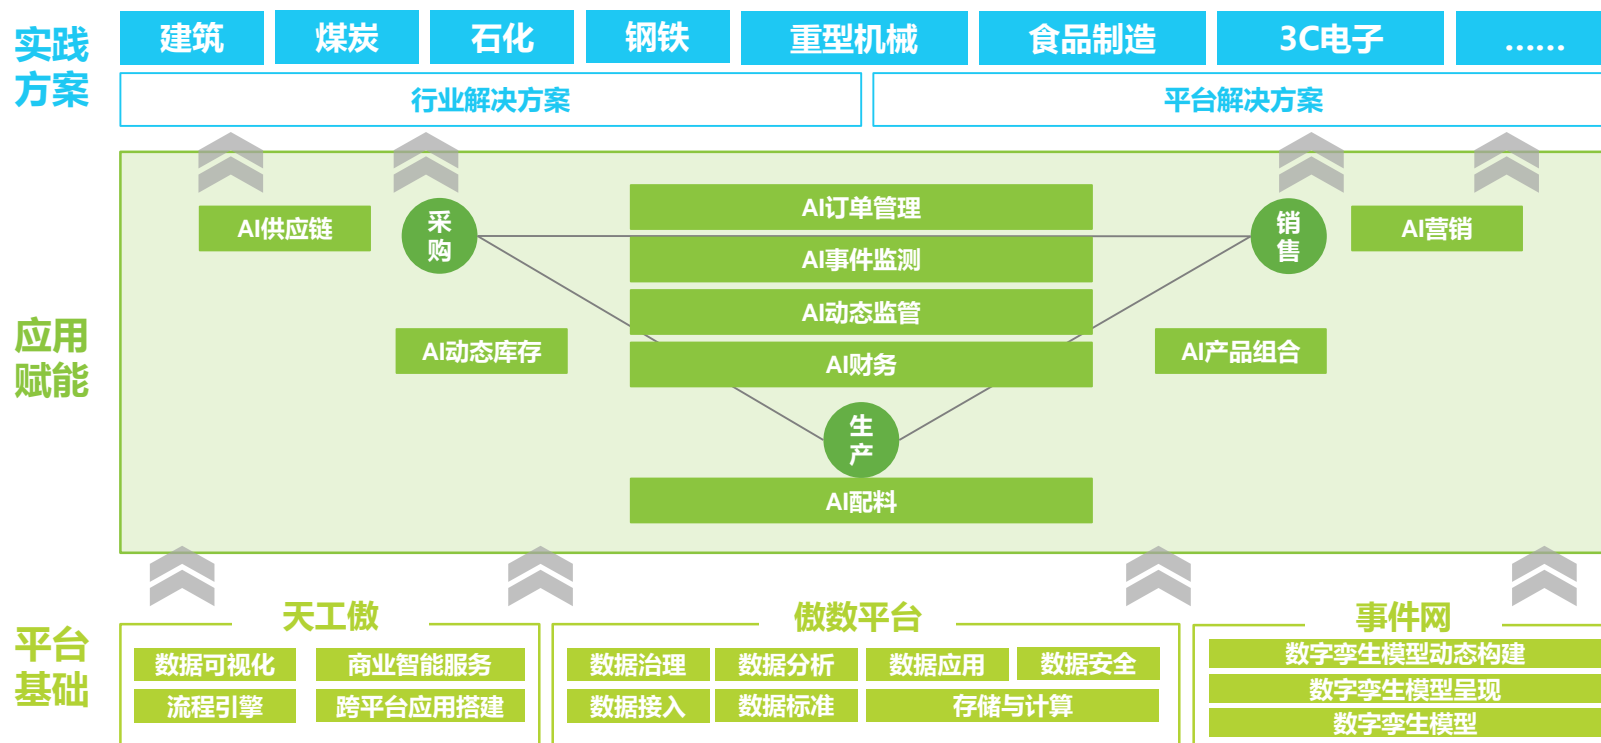 实践
方案
建筑
煤炭
石化
钢铁
重型机械
食品制造
3C电子
……
行业解决方案
平台解决方案
应用
赋能
AI供应链
采
购
AI订单管理
AI事件监测
AI动态监管
AI财务
销
售
AI营销
AI动态库存
AI产品组合
生
产
AI配料
平台
基础
天工傲
数据可视化
商业智能服务
流程引擎
跨平台应用搭建
傲数平台
数据治理
数据分析
数据应用
数据安全
数据接入
数据标准
存储与计算
事件网
数字孪生模型动态构建
数字孪生模型呈现
数字孪生模型